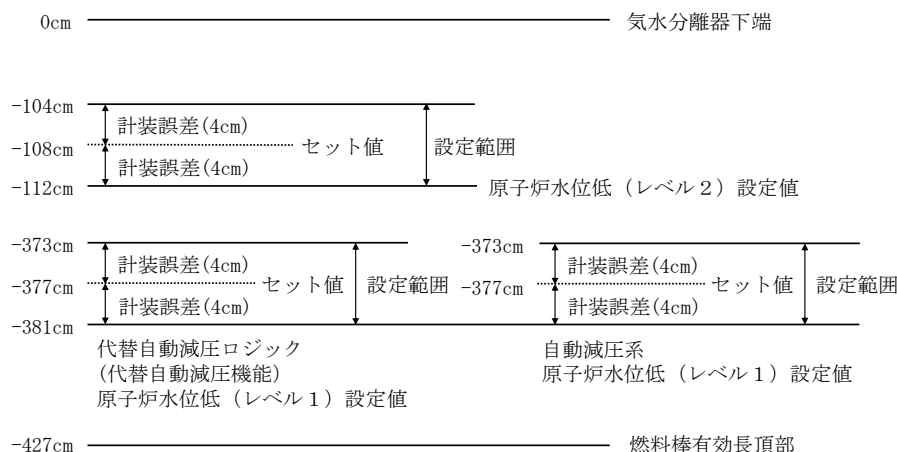 0cm 気水分離器下端
-104cm
計装誤差(4cm)
-108cm セット値 設定範囲
計装誤差(4cm)
-112cm 原子炉水位低（レベル２）設定値
-373cm -373cm
計装誤差(4cm) 計装誤差(4cm)
-377cm セット値 設定範囲 -377cm セット値 設定範囲
計装誤差(4cm) 計装誤差(4cm)
-381cm
代替自動減圧ロジック 自動減圧系
(代替自動減圧機能) 原子炉水位低（レベル１）設定値
原子炉水位低（レベル１）設定値
-427cm 燃料棒有効長頂部